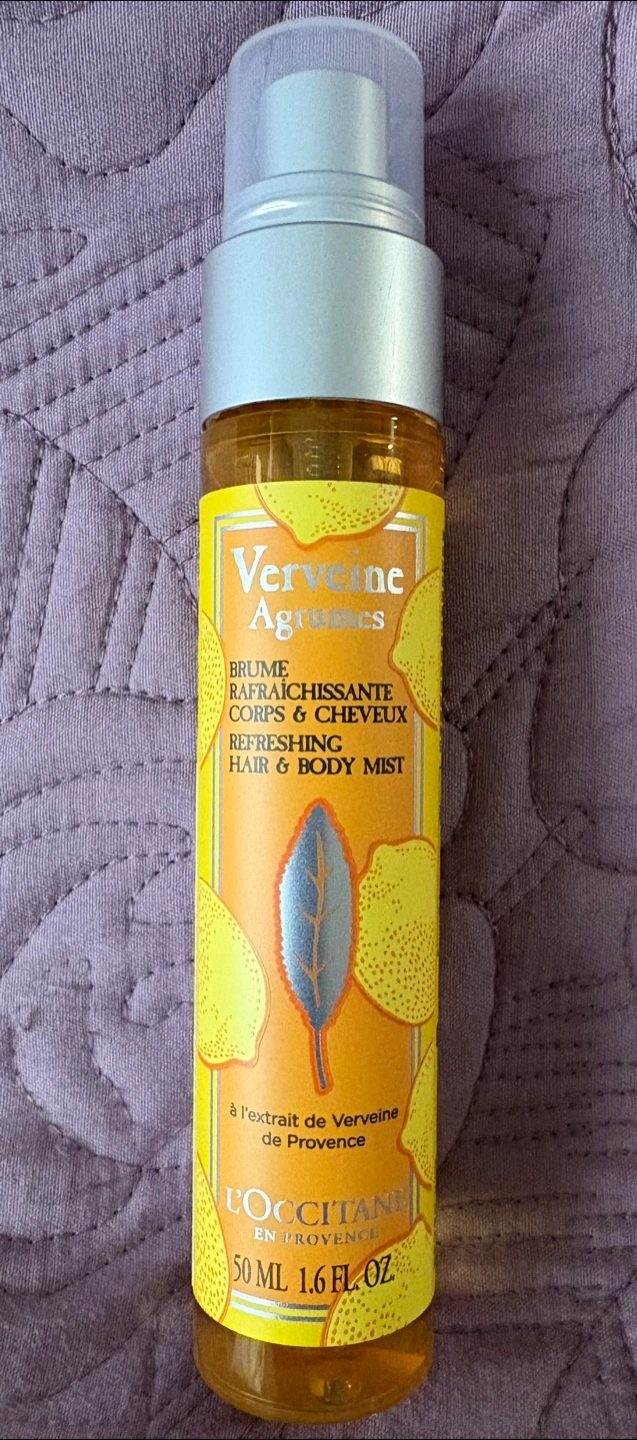 Verveine
Agrumes
BRUME
RAFRAÎCHISSANTE
CORPS & CHEVEUX
REFRESHING
HAIR & BODY MIST
à l'extrait de Verveine
de Provence
L'OCCITANE
EN PROVENCE
50 ML 1.6 FL. OZ.